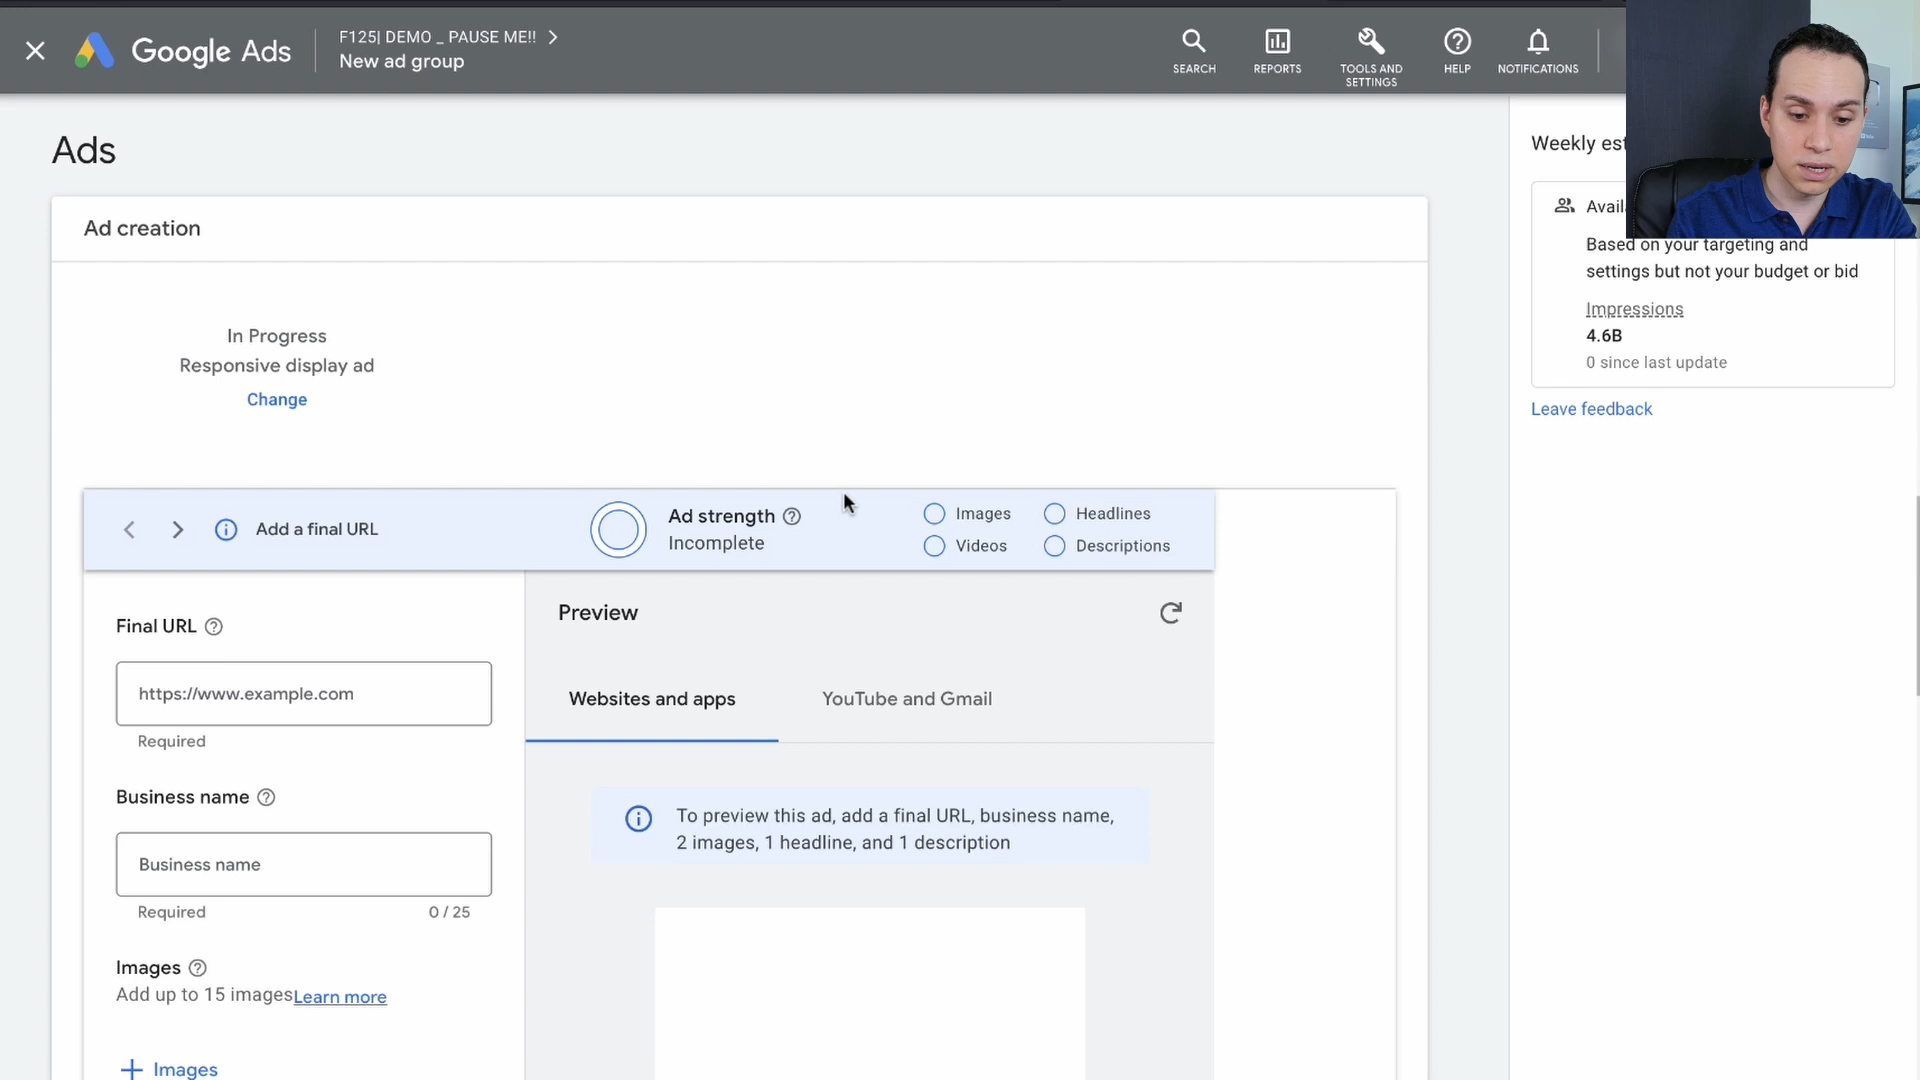 Google Ads
F125| DEMO _ PAUSE ME!!
New ad group
SEARCH
REPORTS
TOOLS AND
SETTINGS
HELP
NOTIFICATIONS
Ads
Ad creation
In Progress
Responsive display ad
Change
Add a final URL
Ad strength
Incomplete
Images
Headlines
Videos
Descriptions
Final URL
https://www.example.com
Required
Business name
Business name
Required
0 / 25
Images
Add up to 15 images Learn more
+ Images
Preview
Websites and apps
YouTube and Gmail
To preview this ad, add a final URL, business name,
2 images, 1 headline, and 1 description
Weekly
Based on your targeting and
settings but not your budget or bid
Impressions
4.6B
0 since last update
Leave feedback